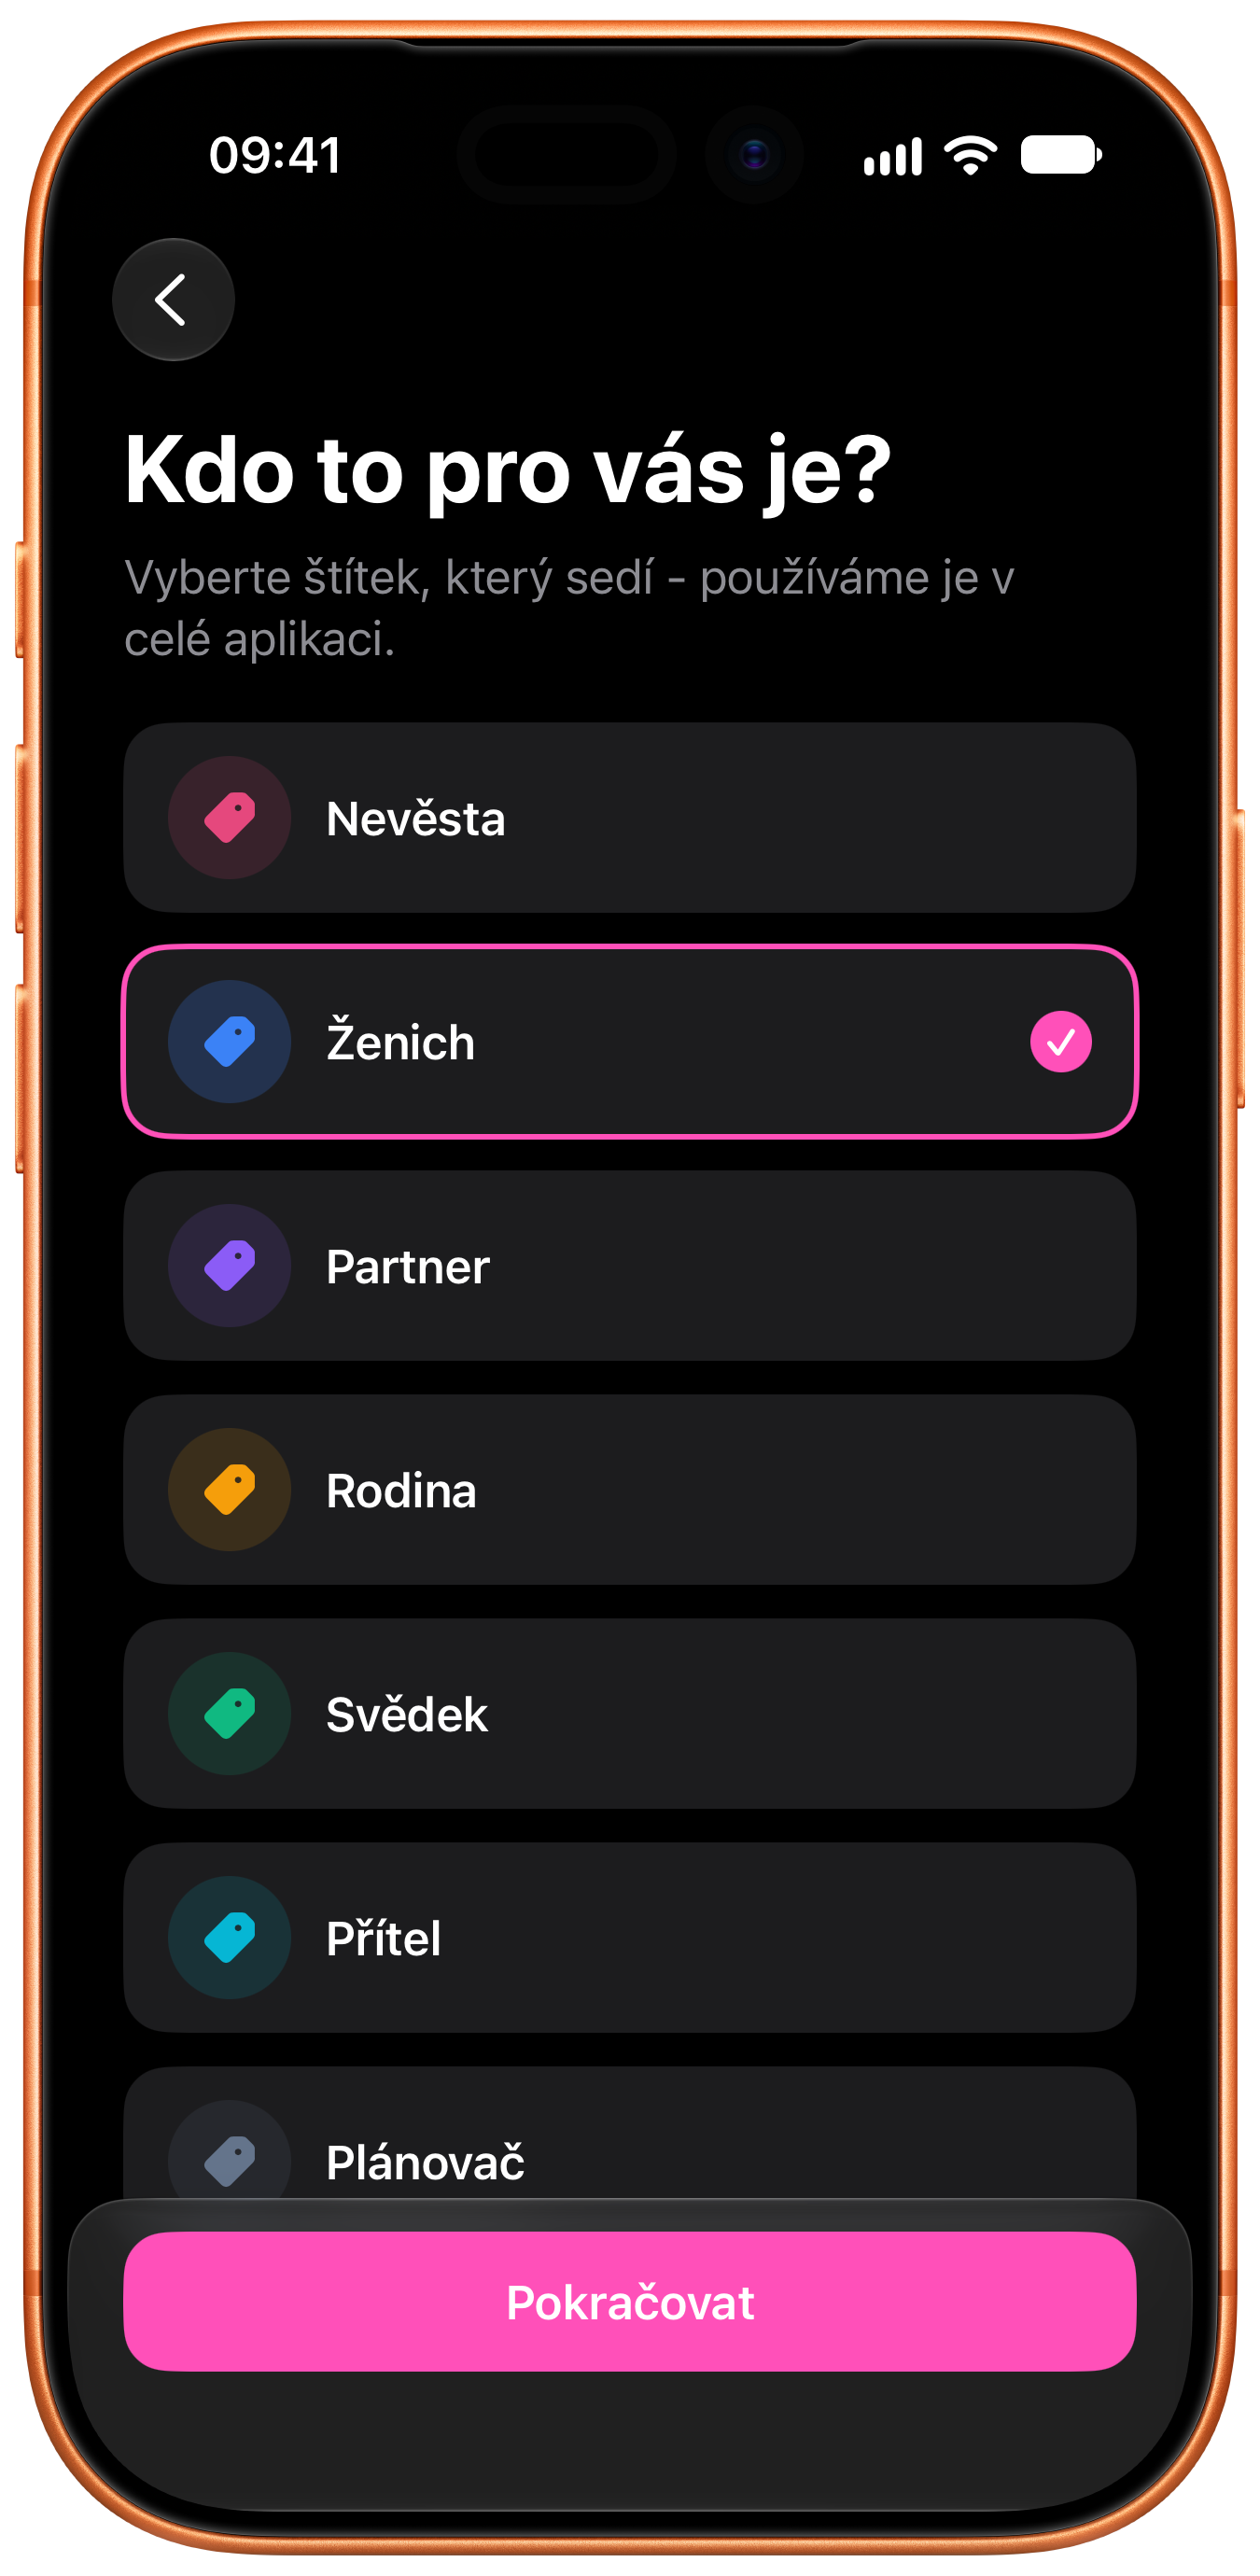 09:41
Kdo to pro vás je?
Vyberte štítek, který sedí - používáme je v
celé aplikaci.
Nevěsta
Ženich
Partner
Rodina
Svědek
Přítel
Plánovač
Pokračovat